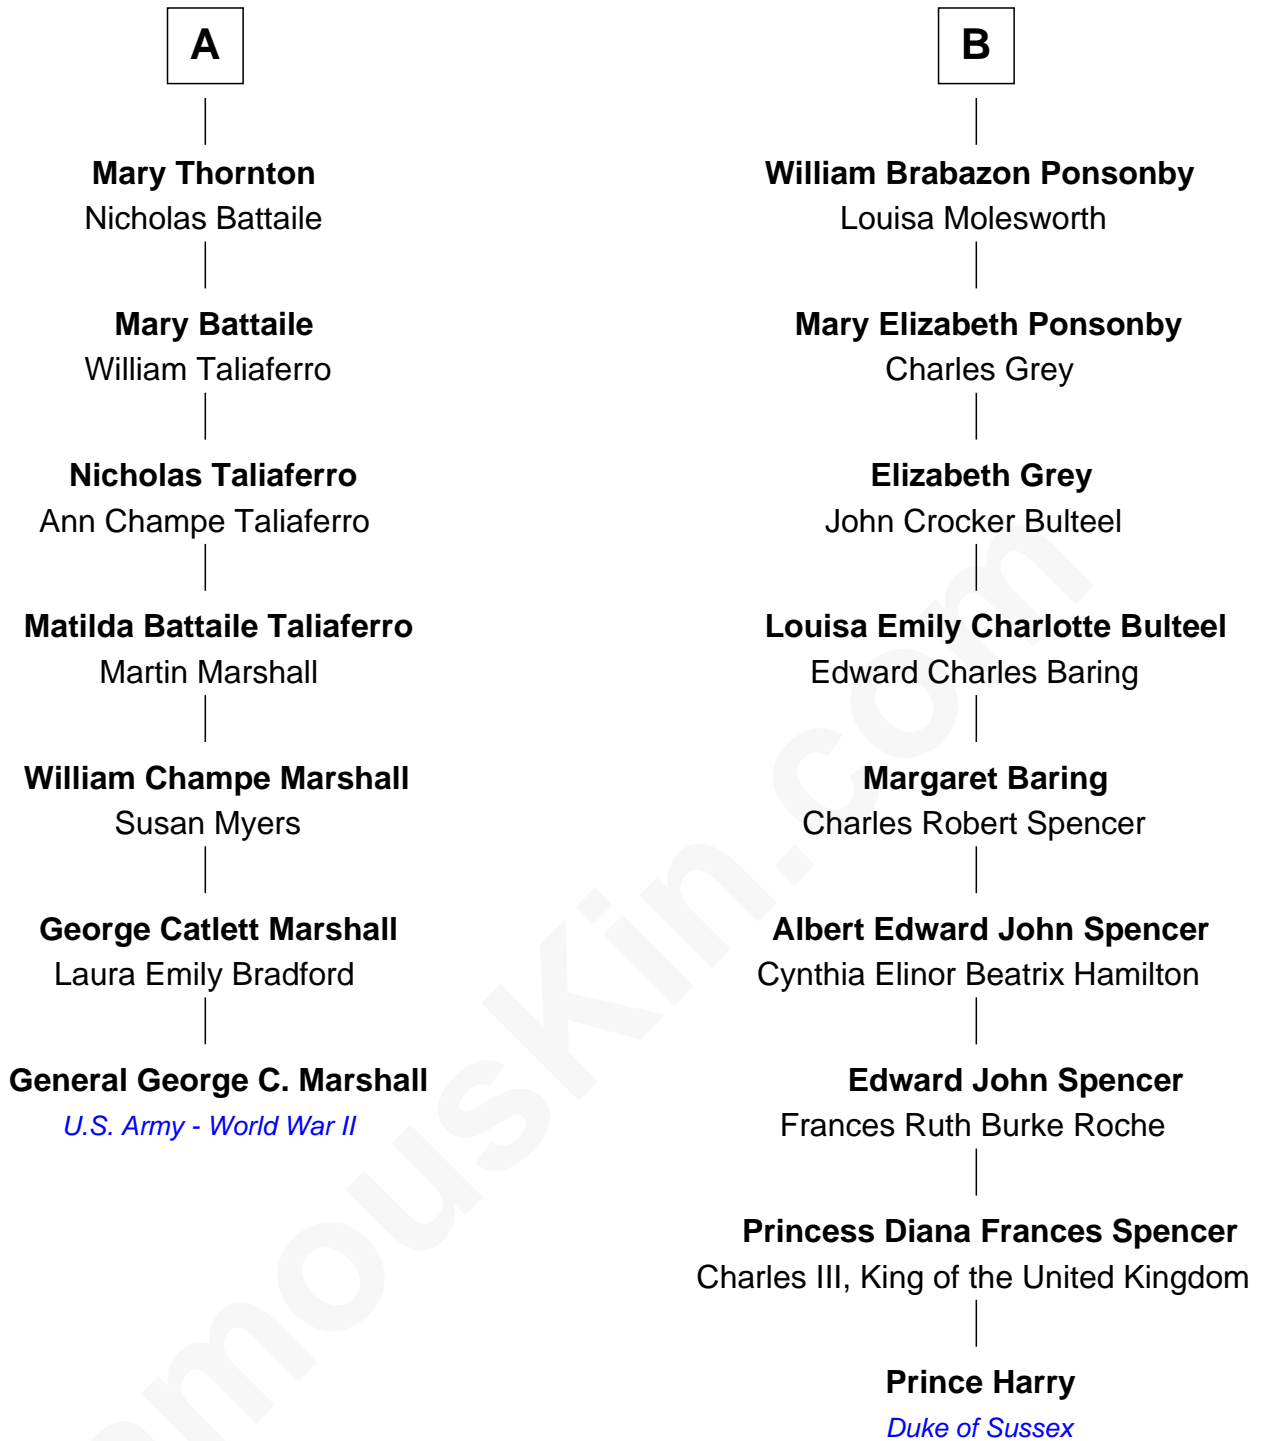 A
Mary Thornton
Nicholas Battaile
Mary Battaile
William Taliaferro
Nicholas Taliaferro
Ann Champe Taliaferro
Matilda Battaile Taliaferro
Martin Marshall
William Champe Marshall
Susan Myers
George Catlett Marshall
Laura Emily Bradford
General George C. Marshall
U.S. Army - World War II
B
William Brabazon Ponsonby
Louisa Molesworth
Mary Elizabeth Ponsonby
Charles Grey
Elizabeth Grey
John Crocker Bulteel
Louisa Emily Charlotte Bulteel
Edward Charles Baring
Margaret Baring
Charles Robert Spencer
Albert Edward John Spencer
Cynthia Elinor Beatrix Hamilton
Edward John Spencer
Frances Ruth Burke Roche
Princess Diana Frances Spencer
Charles III, King of the United Kingdom
Prince Harry
Duke of Sussex
amousKin.com